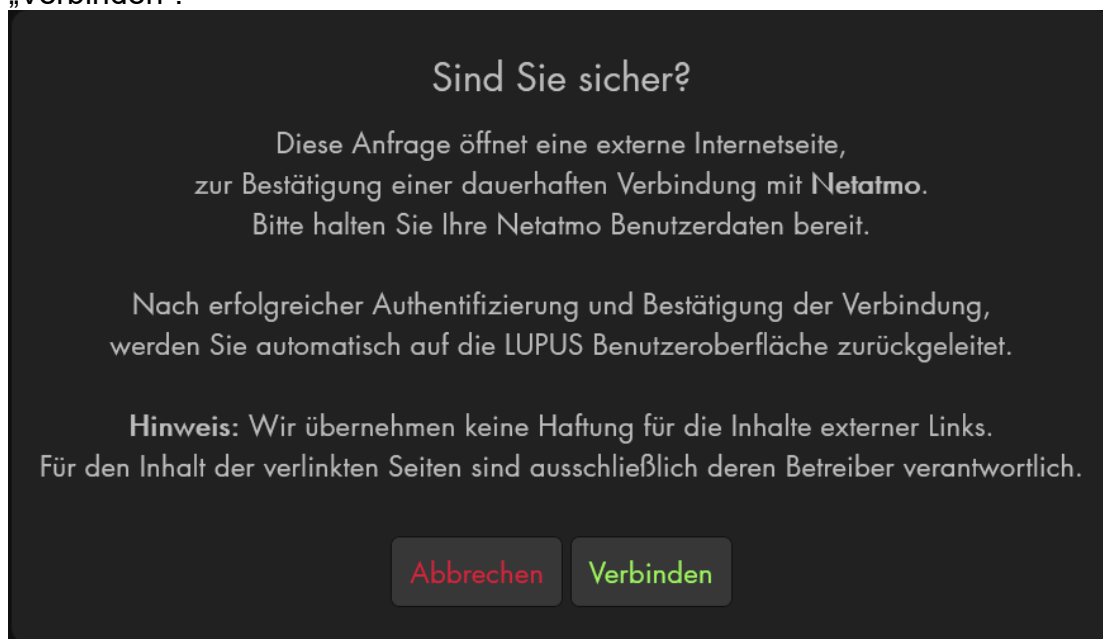 „Verbinden“.
Sind Sie sicher?
Diese Anfrage öffnet eine externe Internetseite,
zur Bestätigung einer dauerhaften Verbindung mit Netatmo.
Bitte halten Sie Ihre Netatmo Benutzerdaten bereit.
Nach erfolgreicher Authentifizierung und Bestätigung der Verbindung,
werden Sie automatisch auf die LUPUS Benutzeroberfläche zurückgeleitet.
Hinweis: Wir übernehmen keine Haftung für die Inhalte externer Links.
Für den Inhalt der verlinkten Seiten sind ausschließlich deren Betreiber verantwortlich.
Abbrechen Verbinden